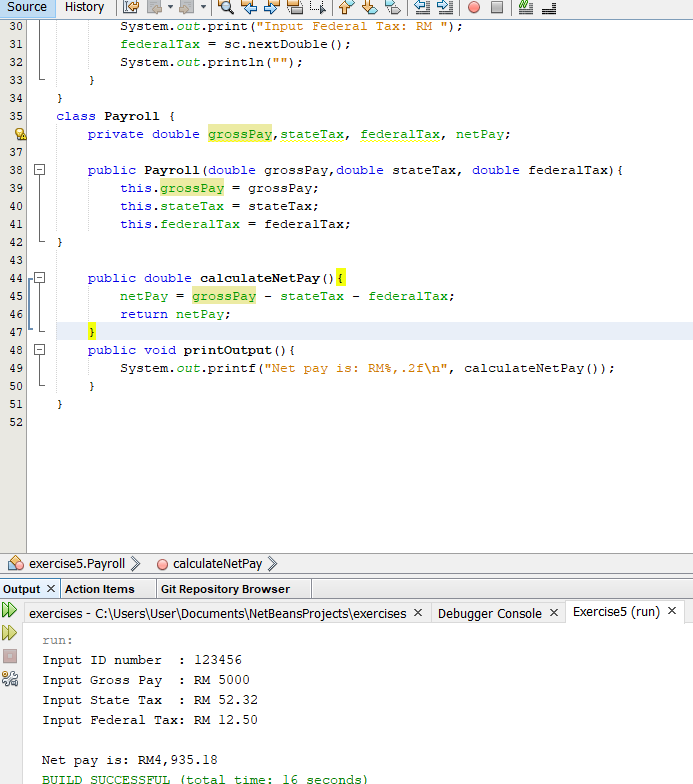 Source History
30 System.out.print("Input Federal Tax: RM ");
31 federalTax = sc.nextDouble();
32 System.out.println("");
33 }
34 }
35 class Payroll {
private double grossPay,stateTax, federalTax, netPay;
37
38 public Payroll(double grossPay,double stateTax, double federalTax){
39 this.grossPay = grossPay;
40 this.stateTax = stateTax;
41 this.federalTax = federalTax;
42 }
43
44 public double calculateNetPay(){
45 netPay = grossPay - stateTax - federalTax;
46 return netPay;
47 }
48 public void printOutput(){
49 System.out.printf("Net pay is: RM%,.2f\n", calculateNetPay());
50 }
51 }
52
exercise5.Payroll calculateNetPay
Output Action Items Git Repository Browser
exercises - C:\Users\User\Documents\NetBeansProjects\exercises Debugger Console Exercise5 (run)
run:
Input ID number : 123456
Input Gross Pay : RM 5000
Input State Tax : RM 52.32
Input Federal Tax: RM 12.50
Net pay is: RM4,935.18
BUILD SUCCESSFUL (total time: 16 seconds)